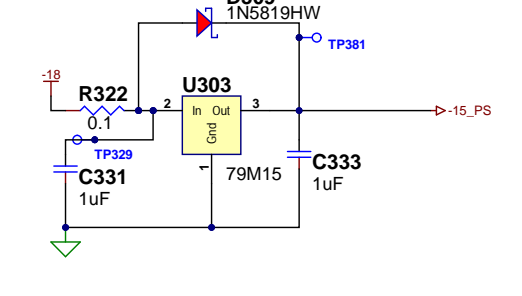 1N5819HW
TP381
-18
R322
0.1
U303
2
In Out
3
Gnd
-15_PS
TP329
C331
1uF
1
79M15
C333
1uF